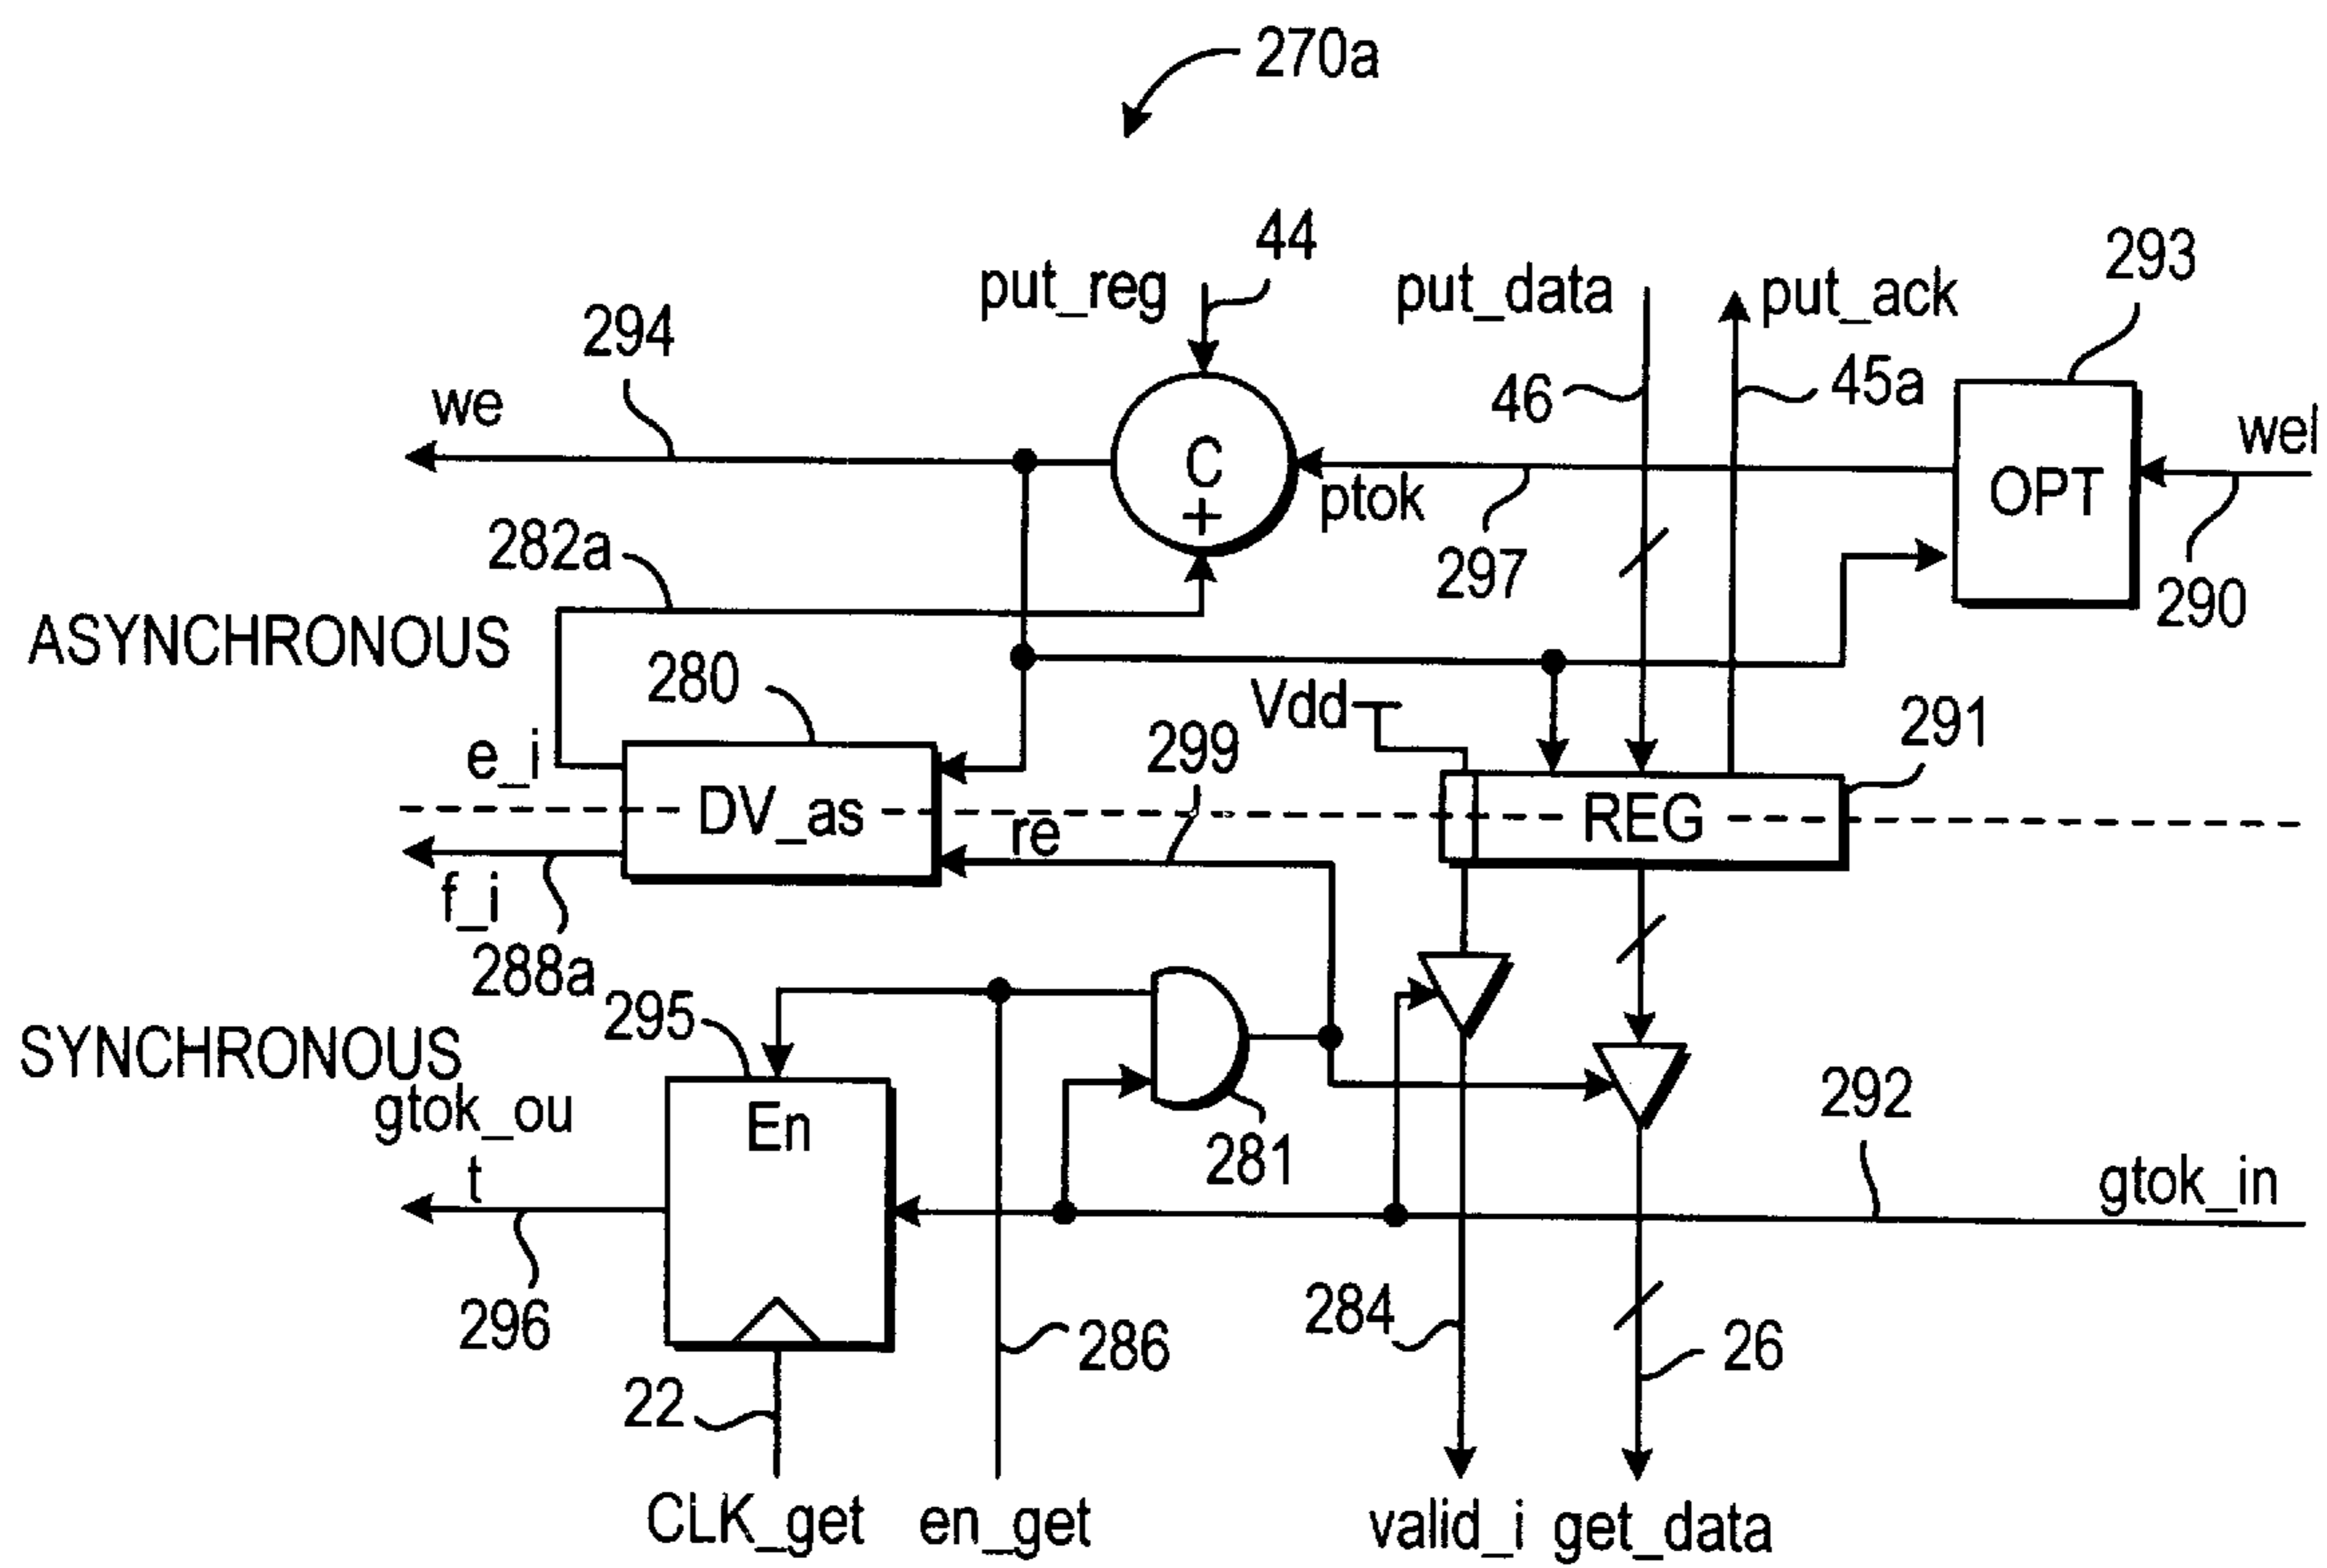 270a
44
put_reg
put_data
put_ack
293
294
we
46
45a
wel
C
+
ptok
OPT
297
290
282a
ASYNCHRONOUS
280
Vdd
299
291
e_i
DV_as
re
REG
f_i
288a
295
SYNCHRONOUS
gtok_ou
t
En
281
292
gtok_in
296
22
286
284
26
CLK_get
en_get
valid_i
get_data